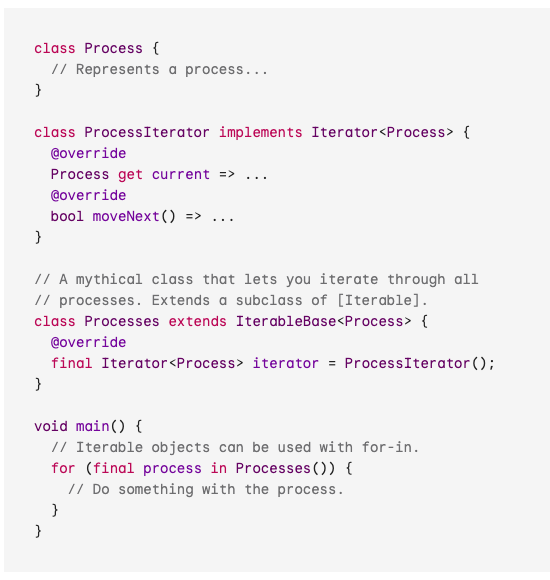 class Process {
  // Represents a process...
}

class ProcessIterator implements Iterator<Process> {
  @override
  Process get current => ...
  @override
  bool moveNext() => ...
}

// A mythical class that lets you iterate through all
// processes. Extends a subclass of [Iterable].
class Processes extends IterableBase<Process> {
  @override
  final Iterator<Process> iterator = ProcessIterator();
}

void main() {
  // Iterable objects can be used with for-in.
  for (final process in Processes()) {
    // Do something with the process.
  }
}